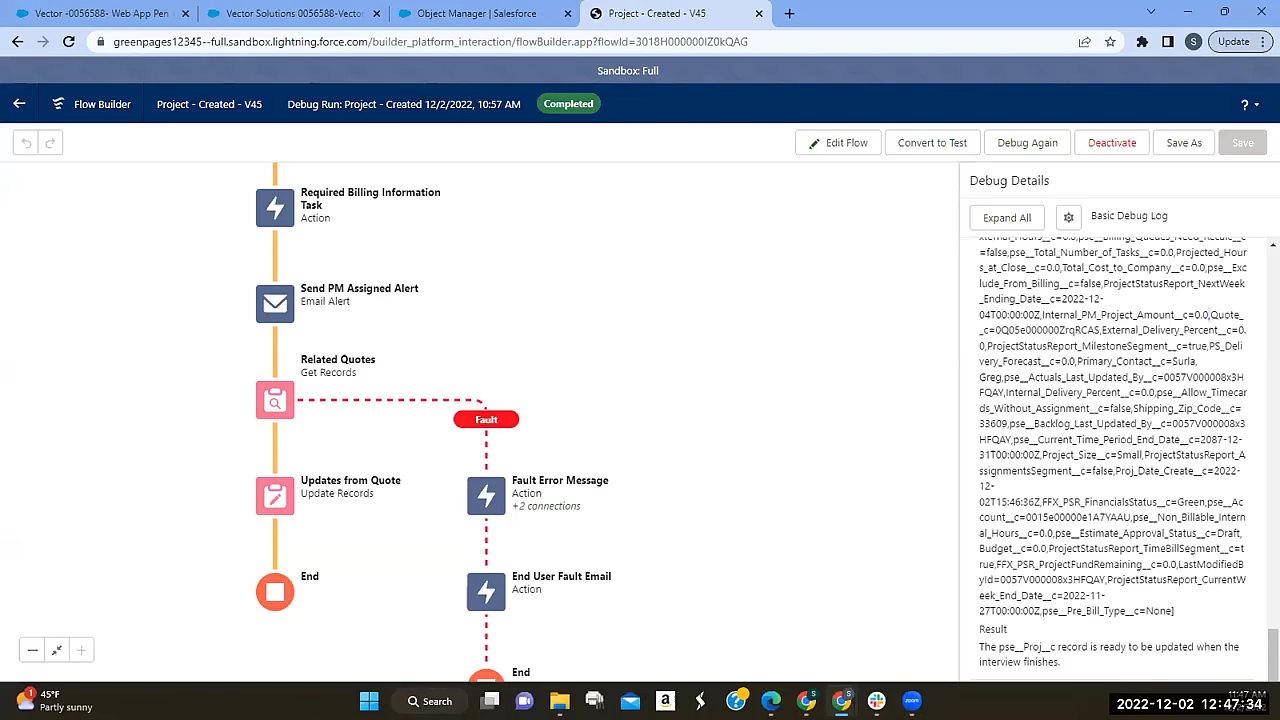 Vector -0056588- Web App Pen
Vector Solutions 0056588-Vector
Object Manager | Salesforce
Project - Created - V45
greenpages12345--full.sandbox.lightning.force.com/builder_platform_interaction/flowBuilder.app?flowId=3018H000000IZ0kQAG
S
Update
Sandbox: Full
Flow Builder
Project - Created - V45
Debug Run: Project - Created 12/2/2022, 10:57 AM
Completed
?
Edit Flow
Convert to Test
Debug Again
Deactivate
Save As
Save
Required Billing Information
Task
Action
Send PM Assigned Alert
Email Alert
Related Quotes
Get Records
Fault
Updates from Quote
Update Records
Fault Error Message
Action
+2 connections
End
End User Fault Email
Action
End
Debug Details
Expand All
Basic Debug Log
=false,pse__Total_Number_of_Tasks__c=0.0,Projected_Hour
s_at_Close__c=0.0,Total_Cost_to_Company__c=0.0,pse__Exc
lude_From_Billing__c=false,ProjectStatusReport_NextWeek
_Ending_Date__c=2022-12-
04T00:00:00Z,Internal_PM_Project_Amount__c=0.0,Quote_
_c=0Q05e000000ZrqRCAS,External_Delivery_Percent__c=0.
0,ProjectStatusReport_MilestoneSegment__c=true,PS_Deli
very_Forecast__c=0.0,Primary_Contact__c=Surla,
Greg,pse__Actuals_Last_Updated_By__c=0057V000008x3H
FQAY,Internal_Delivery_Percent__c=0.0,pse__Allow_Timecar
ds_Without_Assignment__c=false,Shipping_Zip_Code__c=
33609,pse__Backlog_Last_Updated_By__c=0057V000008x3
HFQAY,pse__Current_Time_Period_End_Date__c=2087-12-
31T00:00:00Z,Project_Size__c=Small,ProjectStatusReport_A
ssignmentsSegment__c=false,Proj_Date_Create__c=2022-
12-
02T15:46:36Z,FFX_PSR_FinancialsStatus__c=Green,pse__Ac
count__c=0015e00000e1A7YAAU,pse__Non_Billable_Intern
al_Hours__c=0.0,pse__Estimate_Approval_Status__c=Draft,
Budget__c=0.0,ProjectStatusReport_TimeBillSegment__c=t
rue,FFX_PSR_ProjectFundRemaining__c=0.0,LastModifiedB
yId=0057V000008x3HFQAY,ProjectStatusReport_CurrentW
eek_End_Date__c=2022-11-
27T00:00:00Z,pse__Pre_Bill_Type__c=None]
Result
The pse__Proj__c record is ready to be updated when the
interview finishes.
1
45°F
Partly sunny
Search
zoom
11:47 AM
2022-12-02 12:47:34